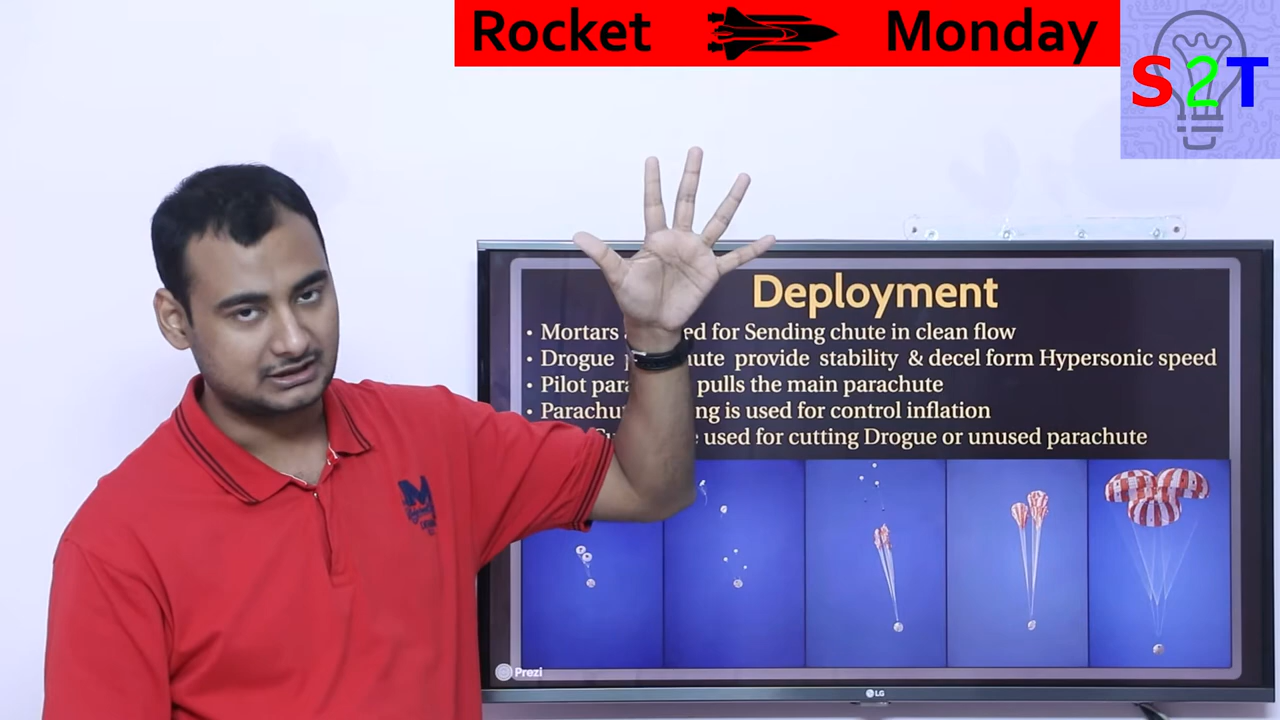 Rocket Monday
S2T
Deployment
• Mortars ed for Sending chute in clean flow
• Drogue p ute provide stability & decel form Hypersonic speed
• Pilot para pulls the main parachute
• Parachu ng is used for control inflation
e used for cutting Drogue or unused parachute
M
Prezi
LG